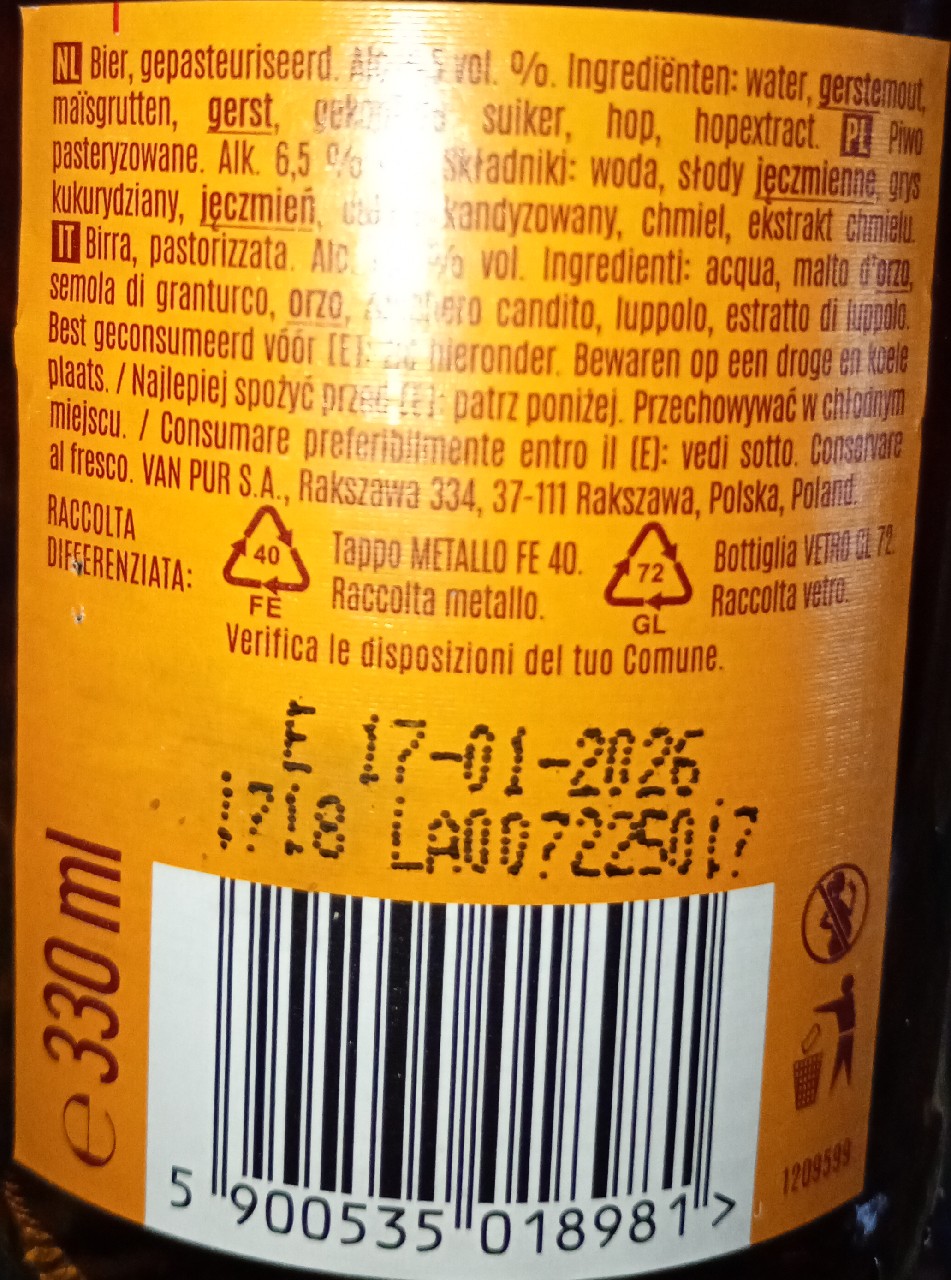 NL Bier, gepasteuriseerd. vol. %. Ingrediënten: water, gerstemout,
maïsgrutten, gerst, suiker, hop, hopextract. PL Piwo
pasteryzowane. Alk. 6,5 % składniki: woda, słody jęczmienne, grys
kukurydziany, jęczmień, kandyzowany, chmiel, ekstrakt chmielu.
IT Birra, pastorizzata. Alc. % vol. Ingredienti: acqua, malto d'orzo,
semola di granturco, orzo, zucchero candito, luppolo, estratto di luppolo.
Best geconsumeerd vóór (E): zie hieronder. Bewaren op een droge en koele
plaats. / Najlepiej spożyć przed (E): patrz poniżej. Przechowywać w chłodnym
miejscu. / Consumare preferibilmente entro il (E): vedi sotto. Conservare
al fresco. VAN PUR S.A., Rakszawa 334, 37-111 Rakszawa, Polska, Poland.
RACCOLTA
DIFFERENZIATA:
40
FE
Tappo METALLO FE 40.
Raccolta metallo.
72
GL
Bottiglia VETRO GL 72.
Raccolta vetro.
Verifica le disposizioni del tuo Comune.
17-01-2026
e 330 ml
5 900535 018981 >
1209599